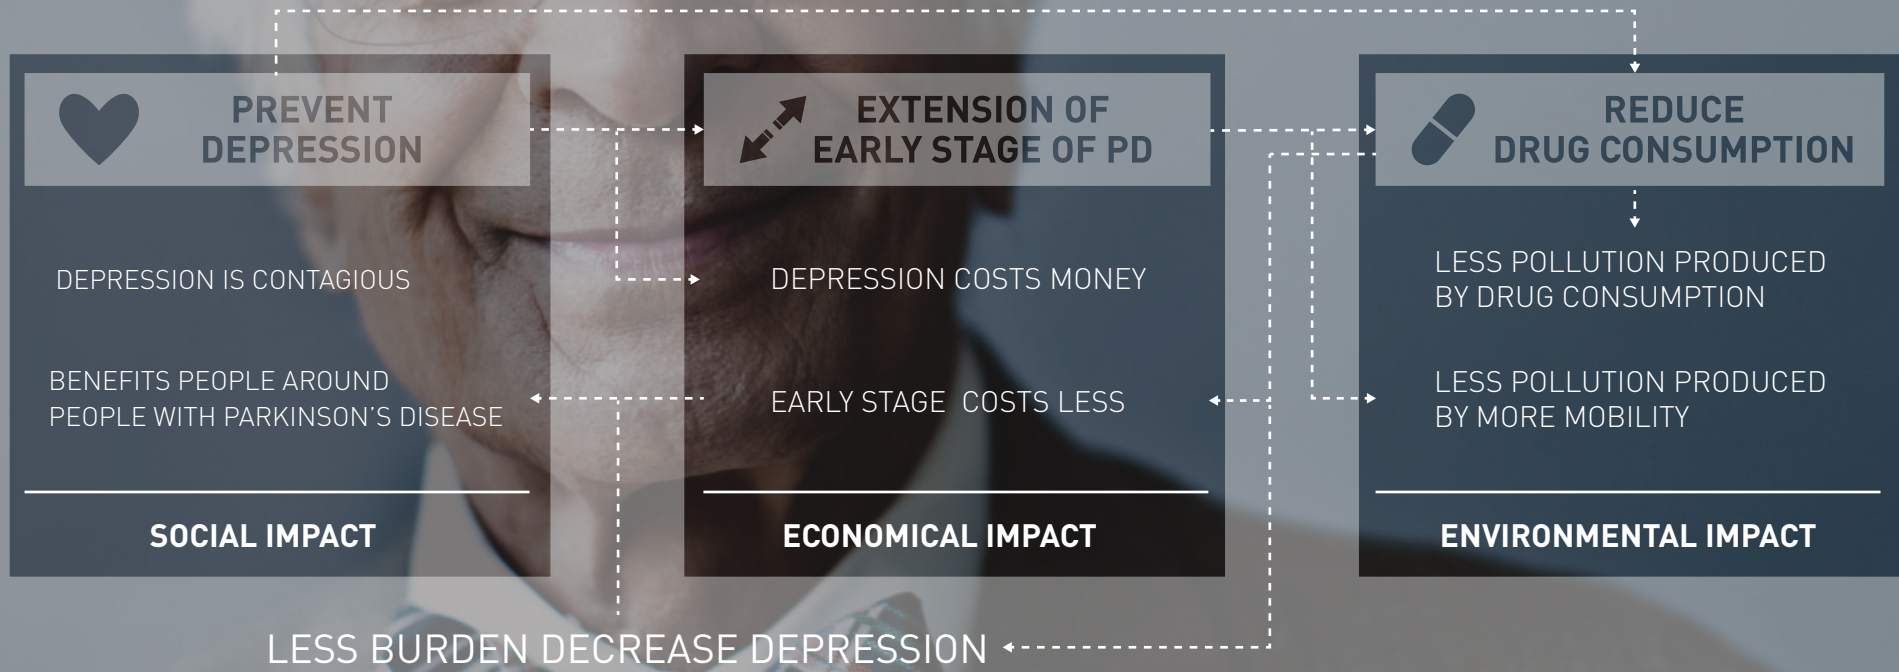 PREVENT
DEPRESSION
DEPRESSION IS CONTAGIOUS
BENEFITS PEOPLE AROUND
PEOPLE WITH PARKINSON'S DISEASE
SOCIAL IMPACT
EXTENSION OF
EARLY STAGE OF PD
DEPRESSION COSTS MONEY
EARLY STAGE COSTS LESS
ECONOMICAL IMPACT
REDUCE
DRUG CONSUMPTION
LESS POLLUTION PRODUCED
BY DRUG CONSUMPTION
LESS POLLUTION PRODUCED
BY MORE MOBILITY
ENVIRONMENTAL IMPACT
LESS BURDEN DECREASE DEPRESSION